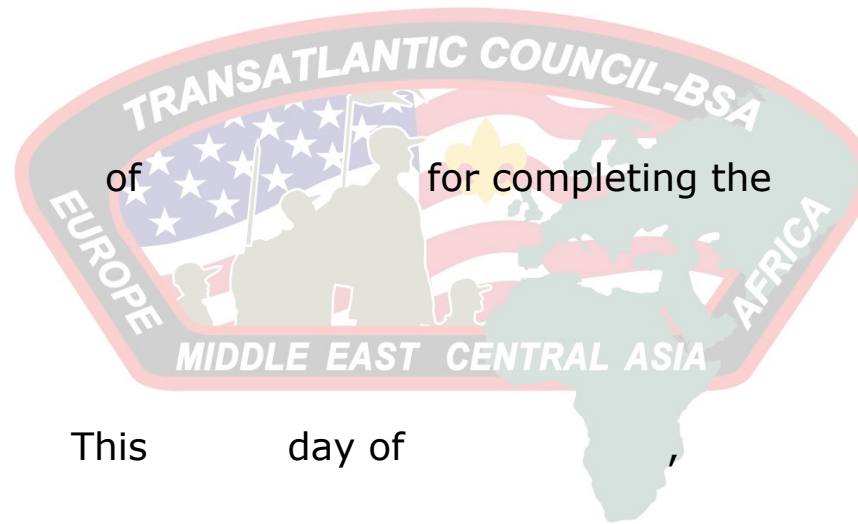 TRANSATLANTIC COUNCIL-BSA
of for completing the
EUROPE
AFRICA
MIDDLE EAST CENTRAL ASIA
This day of ,